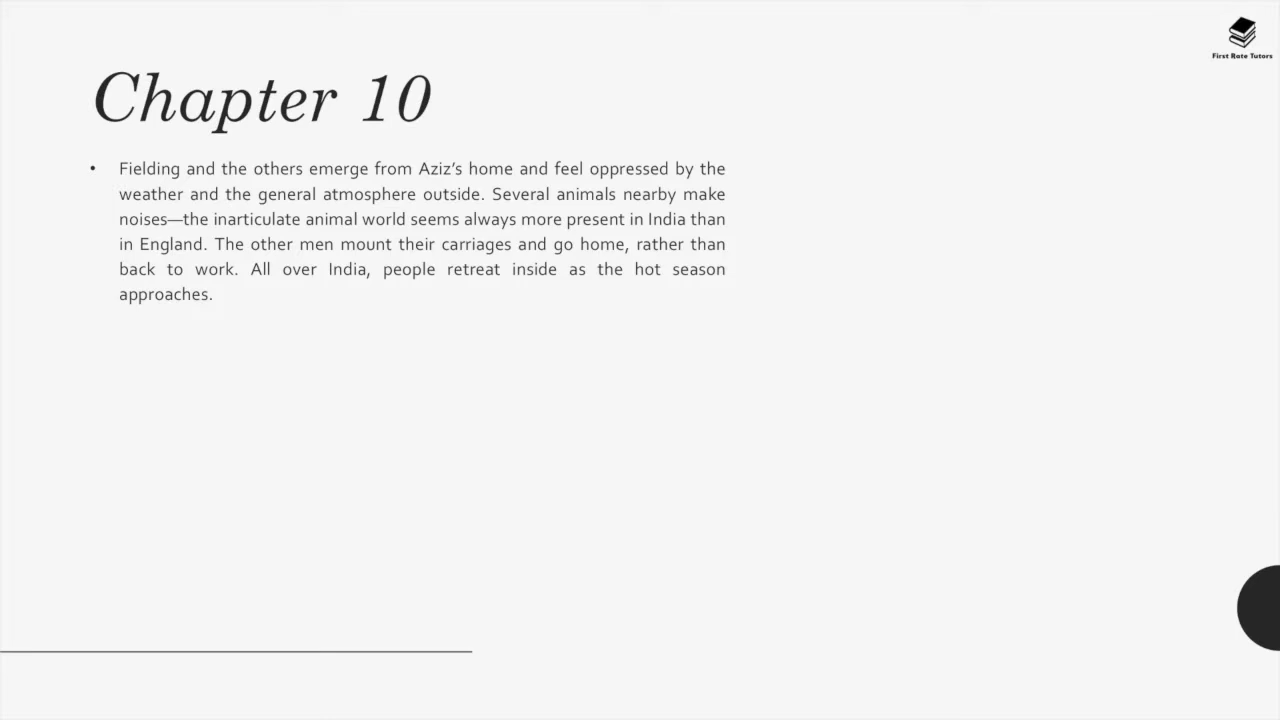 First Rate Tutors
Chapter 10
• Fielding and the others emerge from Aziz’s home and feel oppressed by the
weather and the general atmosphere outside. Several animals nearby make
noises—the inarticulate animal world seems always more present in India than
in England. The other men mount their carriages and go home, rather than
back to work. All over India, people retreat inside as the hot season
approaches.